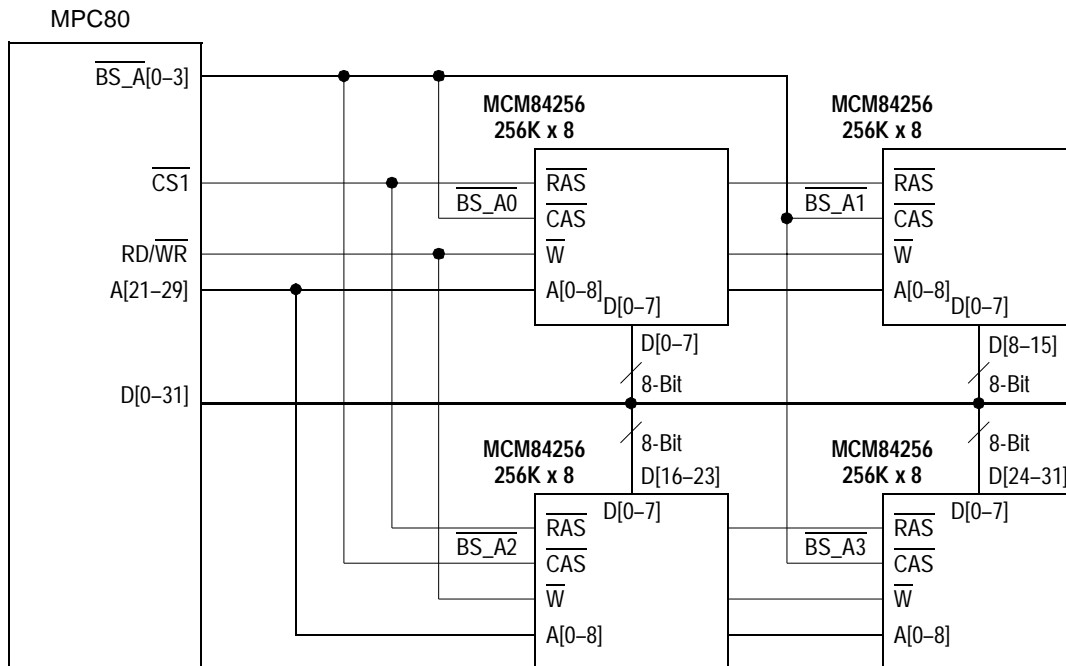 MPC80
BS_A[0–3]
MCM84256
256K x 8
MCM84256
256K x 8
CS1
RAS
RAS
BS_A0
BS_A1
CAS
CAS
RD/WR
W
W
A[21–29]
A[0–8]
A[0–8]
D[0–7]
D[0–7]
D[0–7]
D[8–15]
8-Bit
8-Bit
D[0–31]
8-Bit
8-Bit
MCM84256
256K x 8
MCM84256
256K x 8
D[16–23]
D[24–31]
D[0–7]
D[0–7]
RAS
RAS
BS_A2
BS_A3
CAS
CAS
W
W
A[0–8]
A[0–8]